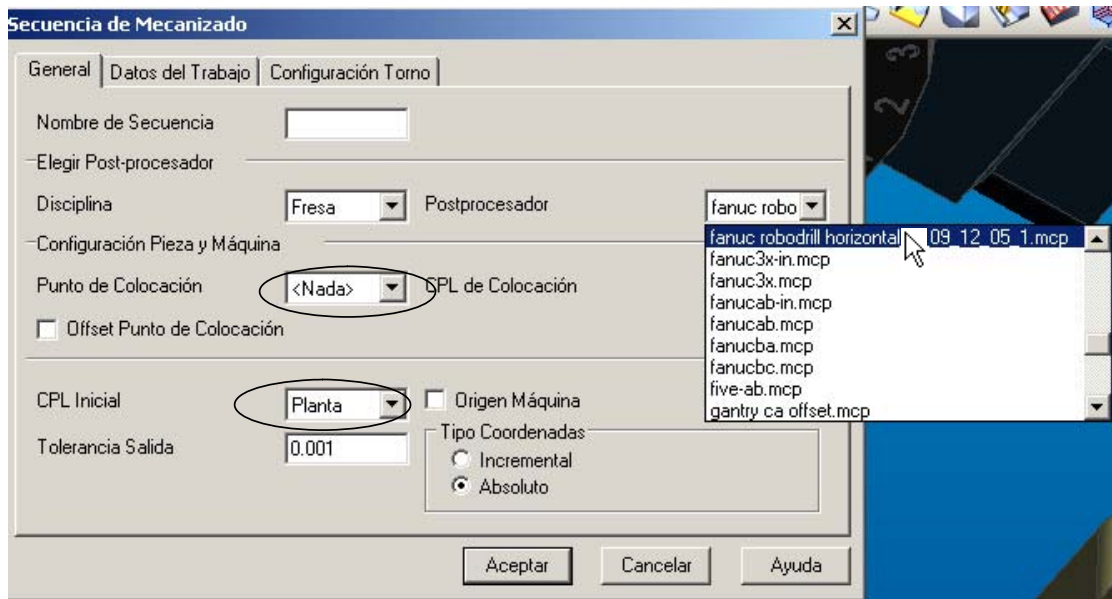 Secuencia de Mecanizado
General Datos del Trabajo Configuración Torno
Nombre de Secuencia
Elegir Post-procesador
Disciplina Fresa Postprocesador fanuc robo
Configuración Pieza y Máquina
Punto de Colocación <Nada> CPL de Colocación
Offset Punto de Colocación
CPL Inicial Planta Origen Máquina
Tolerancia Salida 0.001 Tipo Coordenadas
Incremental
Absoluto
fanuc robodrill horizontal 09_12_05_1.mcp
fanuc3x-in.mcp
fanuc3x.mcp
fanucab-in.mcp
fanucab.mcp
fanucba.mcp
fanucbc.mcp
five-ab.mcp
gantry ca offset.mcp
Aceptar Cancelar Ayuda
3
2